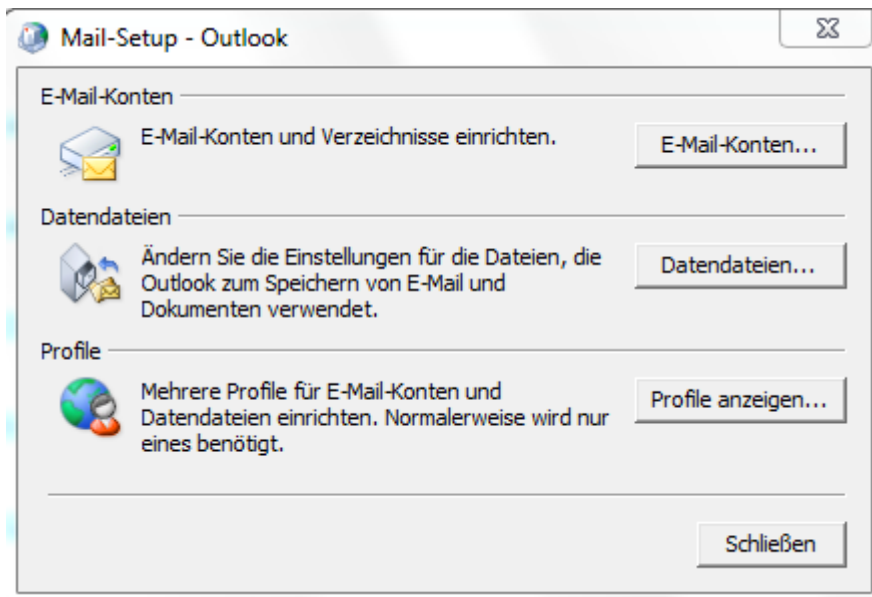 Mail-Setup - Outlook
E-Mail-Konten
E-Mail-Konten und Verzeichnisse einrichten.
E-Mail-Konten...
Datendateien
Ändern Sie die Einstellungen für die Dateien, die
Outlook zum Speichern von E-Mail und
Dokumenten verwendet.
Datendateien...
Profile
Mehrere Profile für E-Mail-Konten und
Datendateien einrichten. Normalerweise wird nur
eines benötigt.
Profile anzeigen...
Schließen